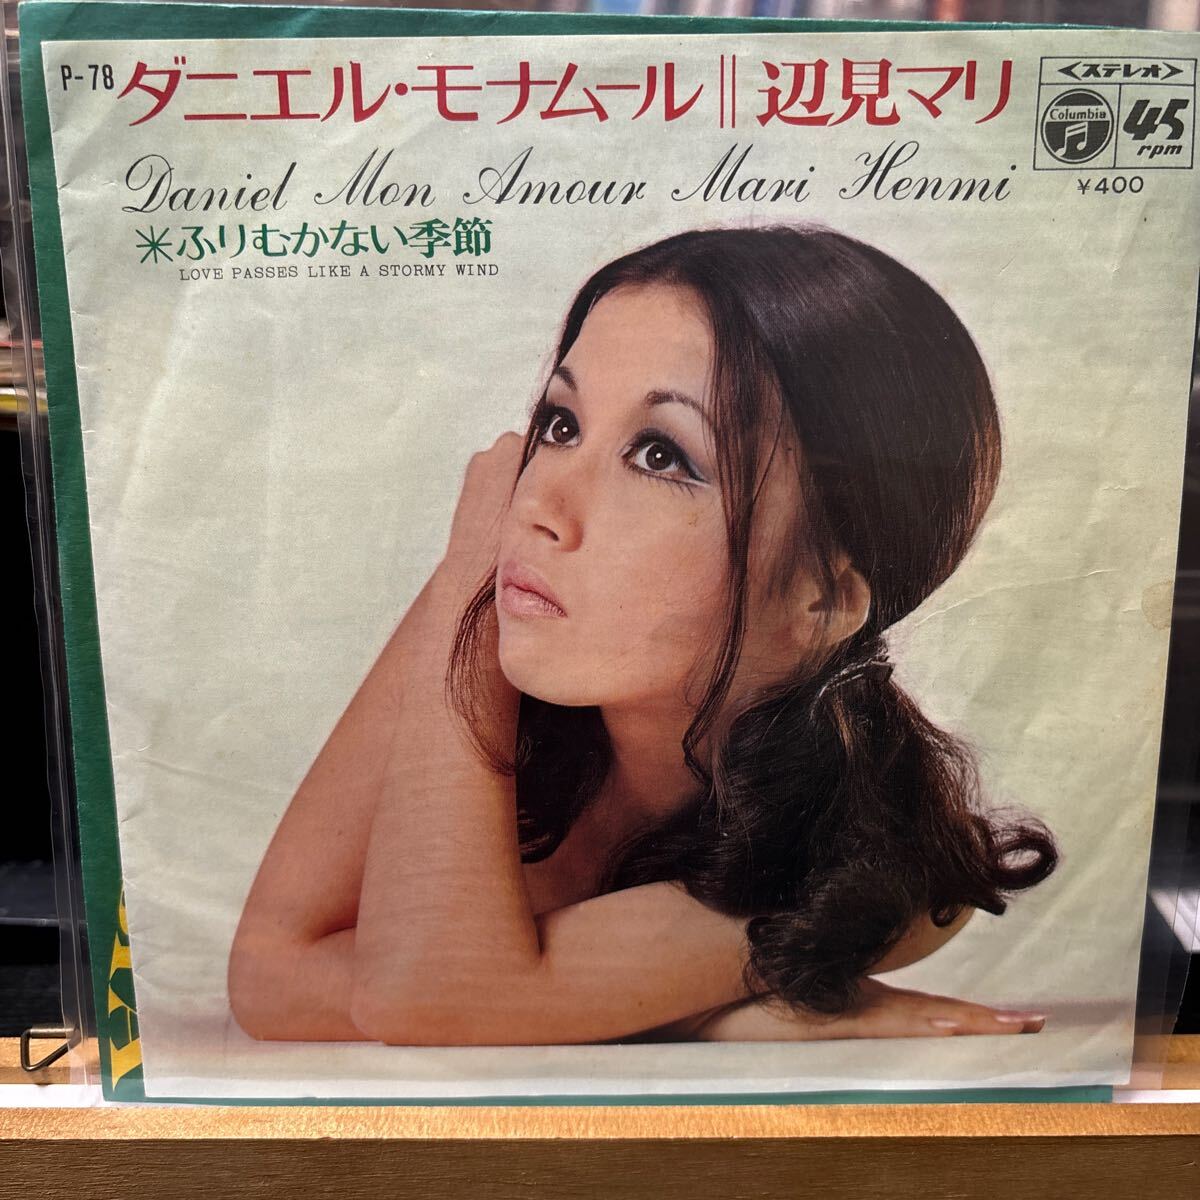 P-78 ダニエル・モナムール || 辺見マリ
Daniel Mon Amour Mari Henmi
＊ふりむかない季節
LOVE PASSES LIKE A STORMY WIND
<ステレオ>
Columbia
45 rpm
¥400